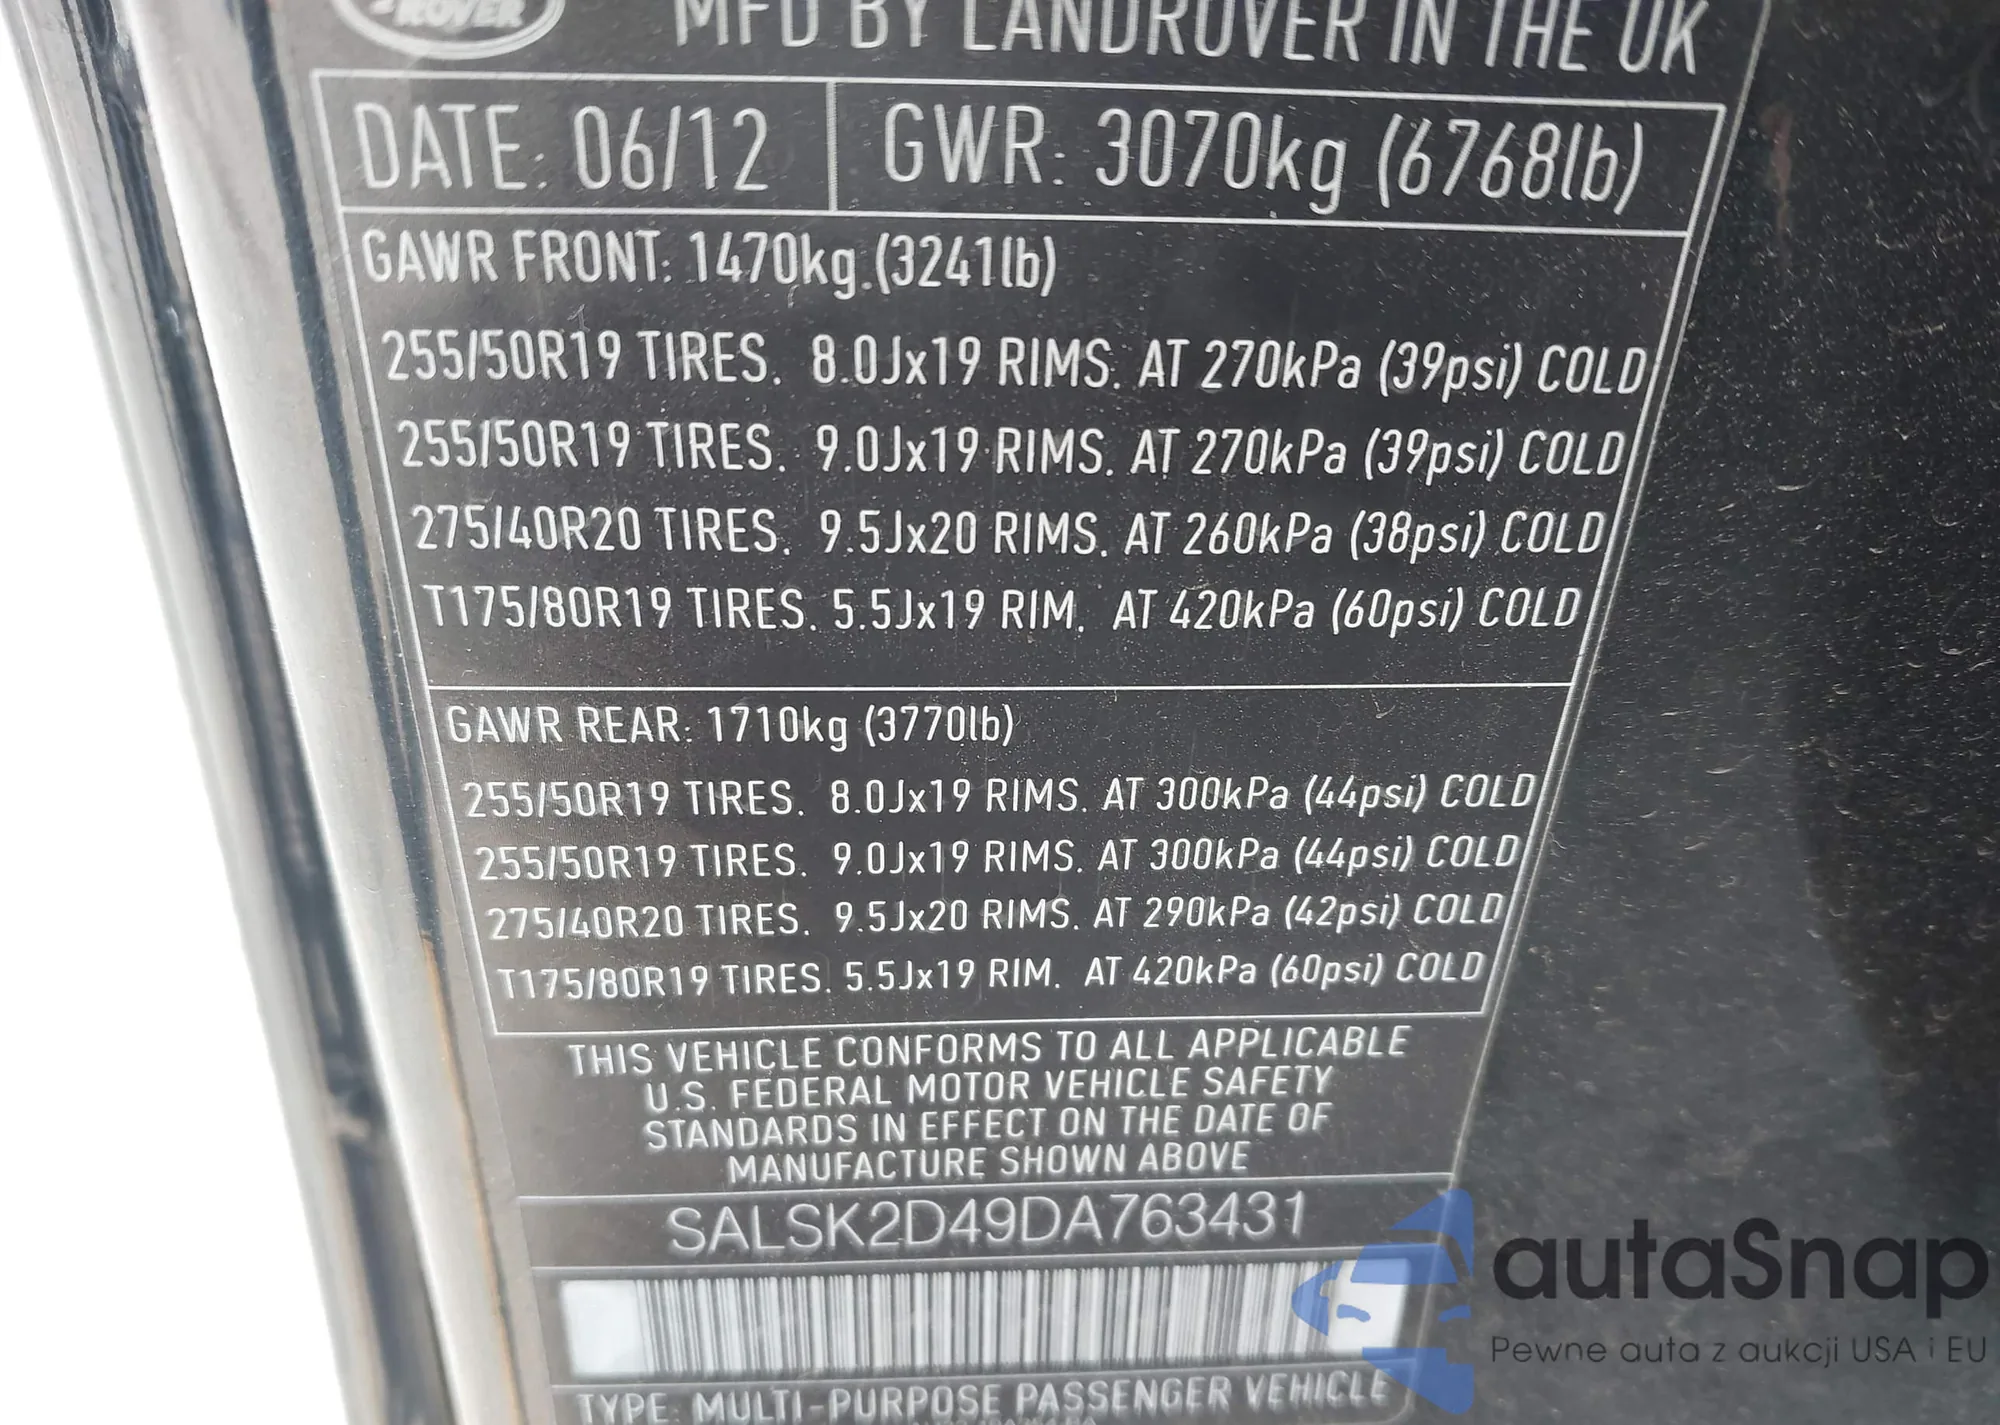 ROVER
MFD BY LANDROVER IN THE UK
DATE: 06/12 GWR: 3070kg (6768lb)
GAWR FRONT: 1470kg.(3241lb)
255/50R19 TIRES. 8.0Jx19 RIMS. AT 270kPa (39psi) COLD
255/50R19 TIRES. 9.0Jx19 RIMS. AT 270kPa (39psi) COLD
275/40R20 TIRES. 9.5Jx20 RIMS. AT 260kPa (38psi) COLD
T175/80R19 TIRES. 5.5Jx19 RIM. AT 420kPa (60psi) COLD
GAWR REAR: 1710kg (3770lb)
255/50R19 TIRES. 8.0Jx19 RIMS. AT 300kPa (44psi) COLD
255/50R19 TIRES. 9.0Jx19 RIMS. AT 300kPa (44psi) COLD
275/40R20 TIRES. 9.5Jx20 RIMS. AT 290kPa (42psi) COLD
T175/80R19 TIRES. 5.5Jx19 RIM. AT 420kPa (60psi) COLD
THIS VEHICLE CONFORMS TO ALL APPLICABLE
U.S. FEDERAL MOTOR VEHICLE SAFETY
STANDARDS IN EFFECT ON THE DATE OF
MANUFACTURE SHOWN ABOVE
SALSK2D49DA763431
TYPE: MULTI-PURPOSE PASSENGER VEHICLE
autaSnap
Pewne auta z aukcji USA i EU